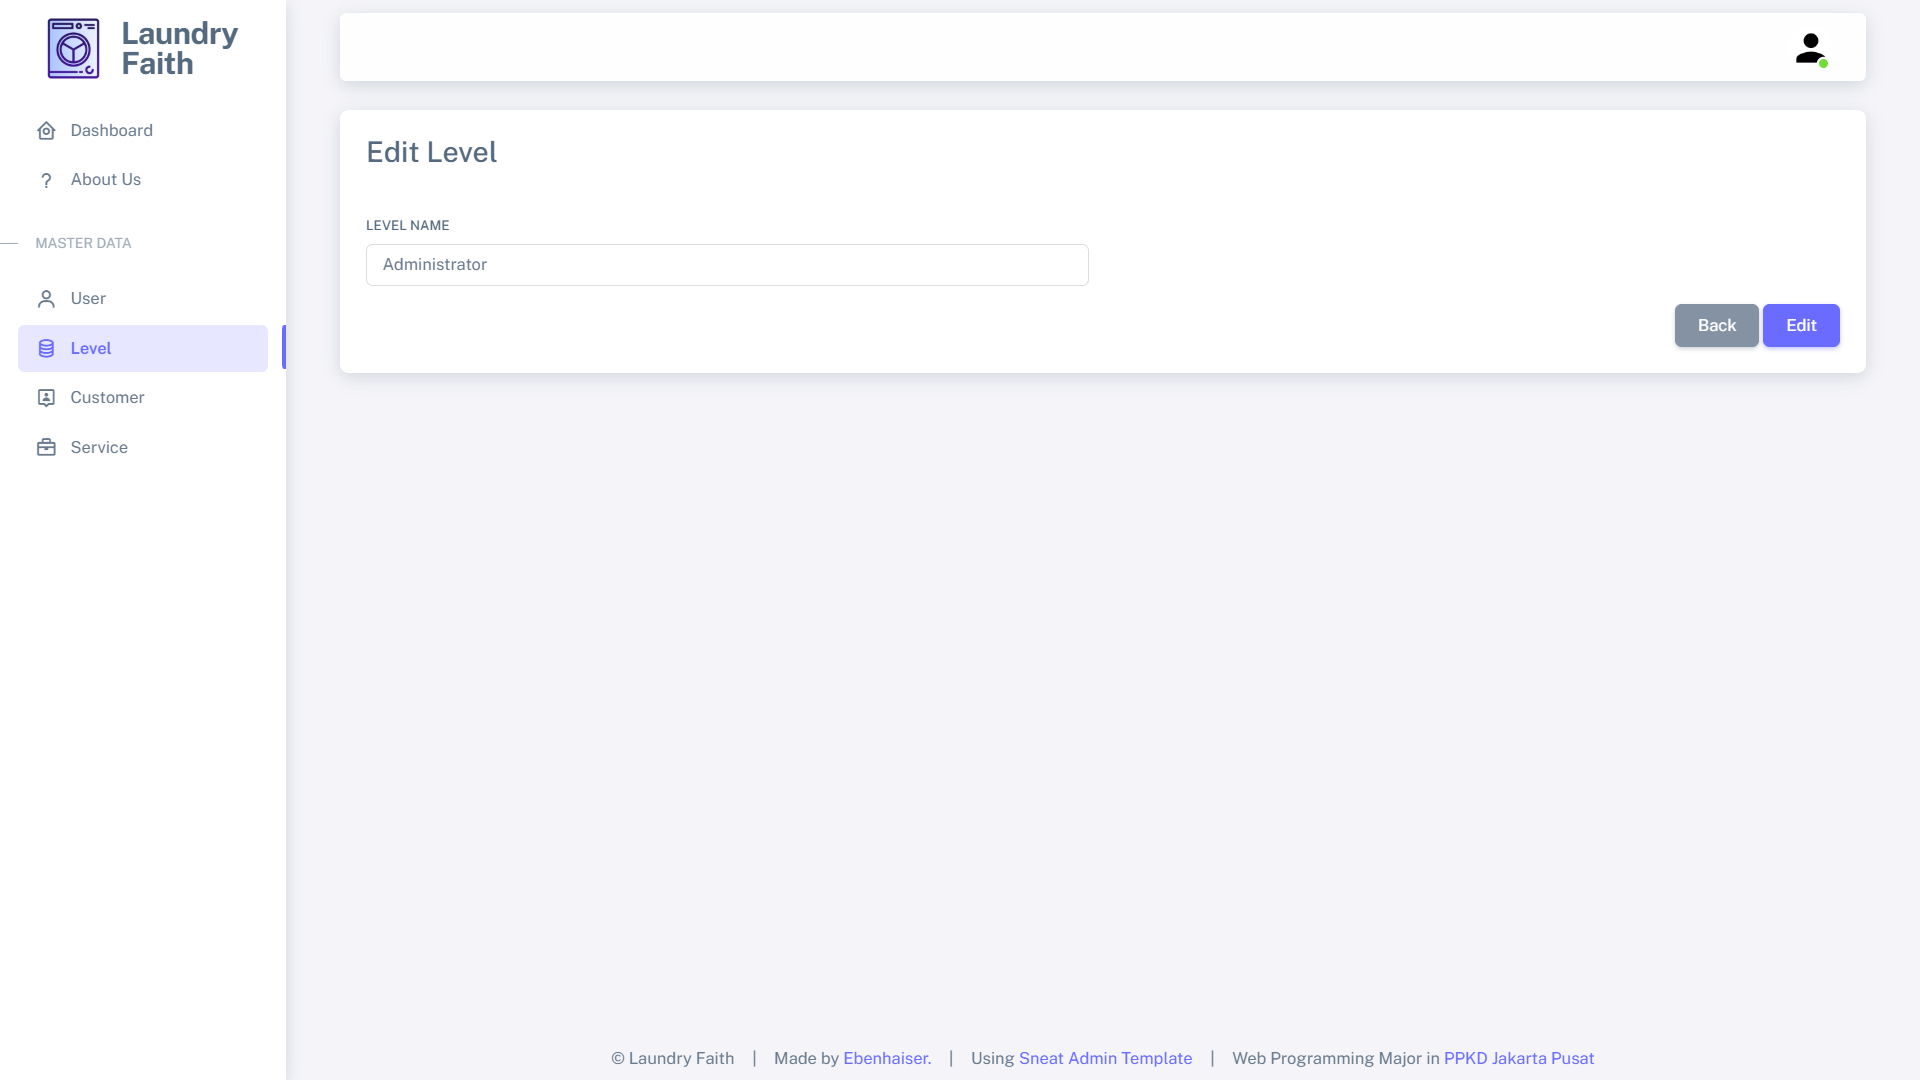 Laundry
Faith
Dashboard
About Us
MASTER DATA
User
Level
Customer
Service
Edit Level
LEVEL NAME
Administrator
Back Edit
© Laundry Faith | Made by Ebenhaiser. | Using Sneat Admin Template | Web Programming Major in PPKD Jakarta Pusat